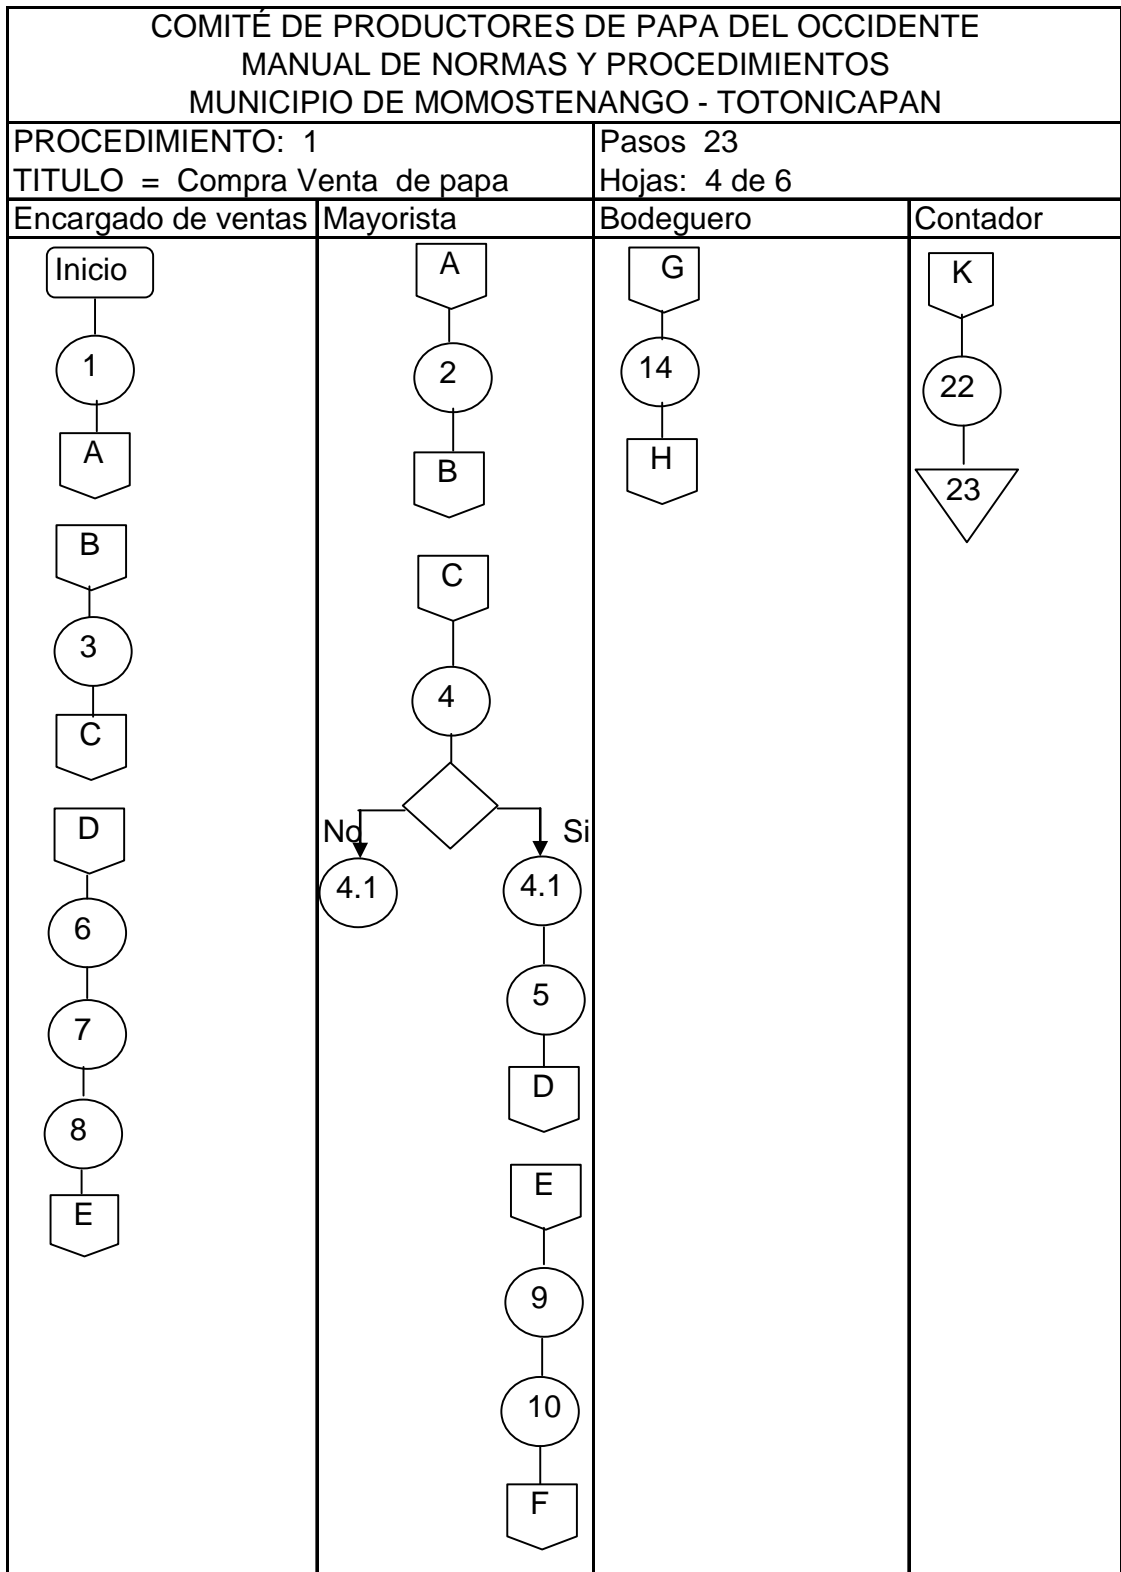 COMITÉ DE PRODUCTORES DE PAPA DEL OCCIDENTE
MANUAL DE NORMAS Y PROCEDIMIENTOS
MUNICIPIO DE MOMOSTENANGO - TOTONICAPAN
PROCEDIMIENTO: 1
TITULO = Compra Venta de papa
Pasos 23
Hojas: 4 de 6
Encargado de ventas
Inicio
1
A
B
3
C
D
6
7
8
E
Mayorista
A
2
B
C
4
No
Si
4.1
4.1
5
D
E
9
10
F
Bodeguero
G
14
H
Contador
K
22
23